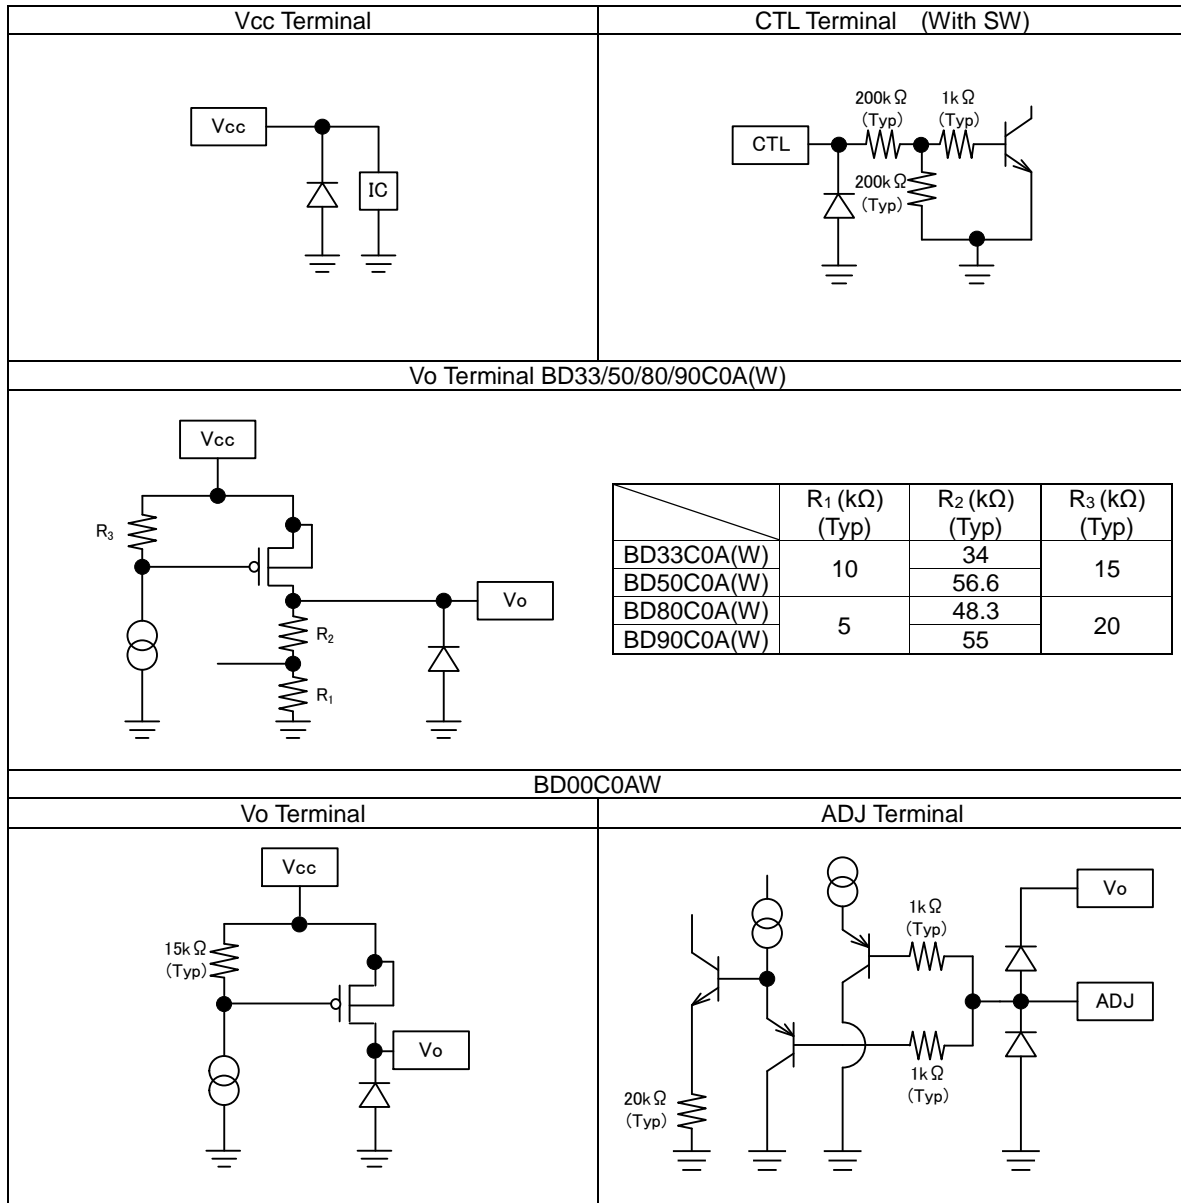 Vcc Terminal
CTL Terminal (With SW)
Vcc
IC
CTL
200kΩ
(Typ)
1kΩ
(Typ)
200kΩ
(Typ)
Vo Terminal BD33/50/80/90C0A(W)
Vcc
R3
R2
R1
Vo
R1 (kΩ)
(Typ)
R2 (kΩ)
(Typ)
R3 (kΩ)
(Typ)
BD33C0A(W)
10
34
15
BD50C0A(W)
56.6
BD80C0A(W)
5
48.3
20
BD90C0A(W)
55
BD00C0AW
Vo Terminal
ADJ Terminal
Vcc
15kΩ
(Typ)
Vo
1kΩ
(Typ)
Vo
ADJ
1kΩ
(Typ)
20kΩ
(Typ)